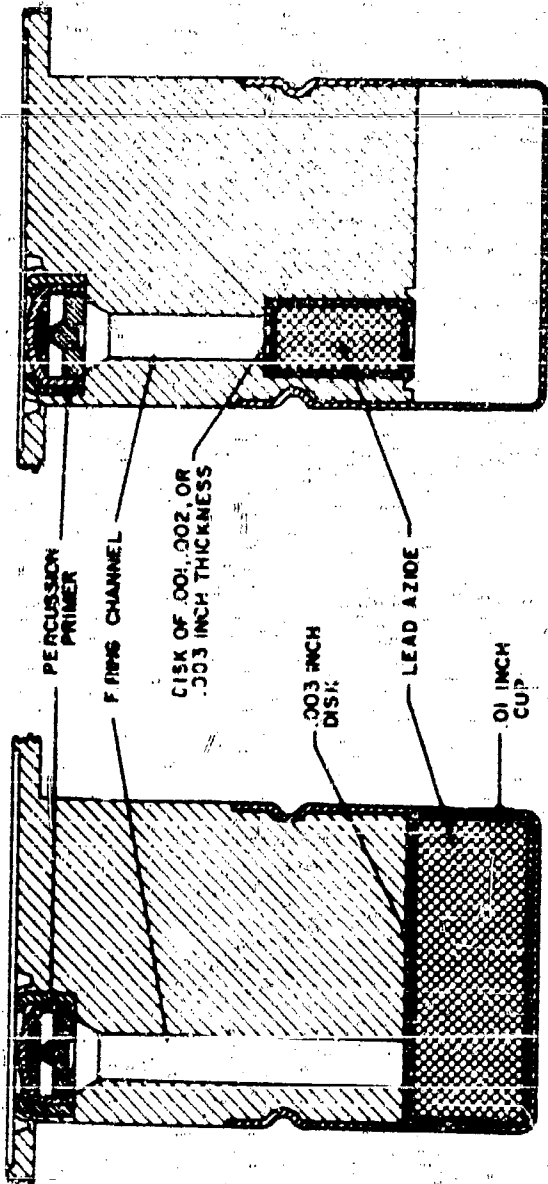 PERCUSSION
PRIMER
FIRING CHANNEL
DISK OF .001,.002, OR
.003 INCH THICKNESS
.003 INCH
DISK
LEAD AZIDE
.01 INCH
CUP